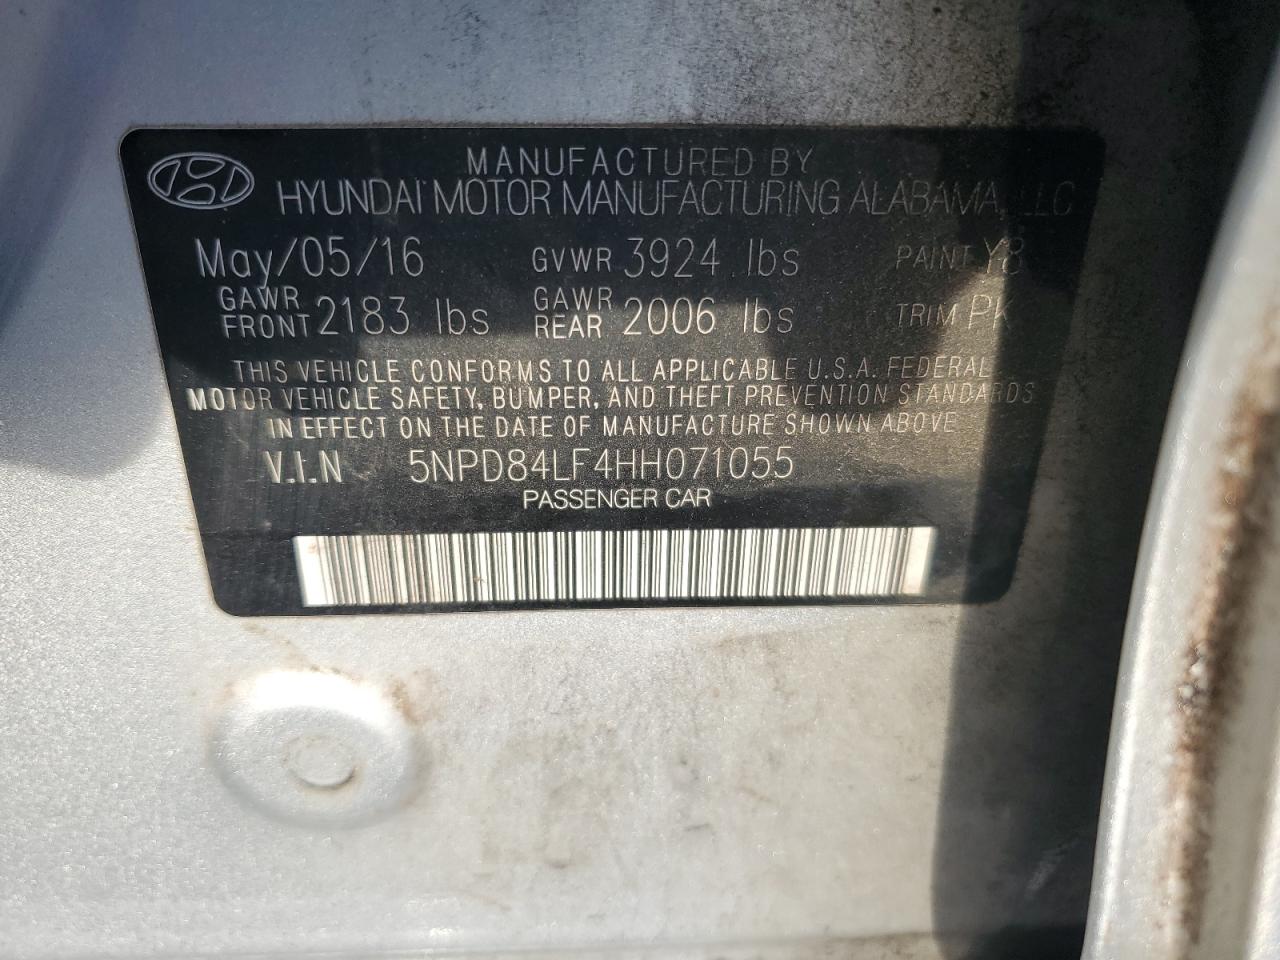 MANUFACTURED BY
HYUNDAI MOTOR MANUFACTURING ALABAMA, LLC
May/05/16 GVWR 3924 lbs PAINT Y8
GAWR FRONT 2183 lbs GAWR REAR 2006 lbs TRIM PK
THIS VEHICLE CONFORMS TO ALL APPLICABLE U.S.A. FEDERAL
MOTOR VEHICLE SAFETY, BUMPER, AND THEFT PREVENTION STANDARDS
IN EFFECT ON THE DATE OF MANUFACTURE SHOWN ABOVE
V.I.N 5NPD84LF4HH071055
PASSENGER CAR